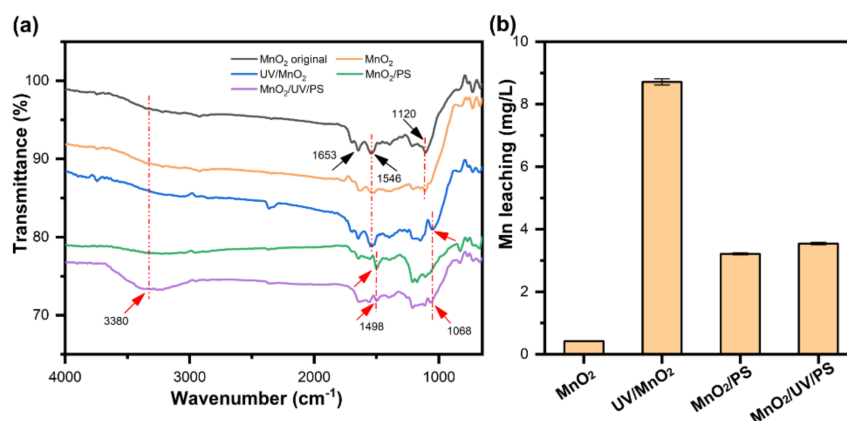 (a)
MnO₂ original
MnO₂
UV/MnO₂
MnO₂/PS
MnO₂/UV/PS
100
90
80
70
Transmittance (%)
1120
1653
1546
3380
1498
1068
4000
3000
2000
1000
Wavenumber (cm⁻¹)
(b)
10
8
6
4
2
0
Mn leaching (mg/L)
MnO₂
UV/MnO₂
MnO₂/PS
MnO₂/UV/PS